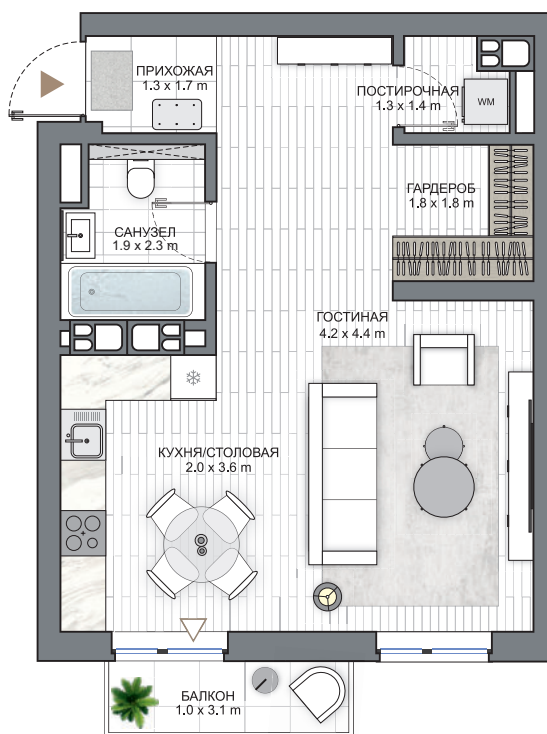 ПРИХОЖАЯ
1.3 x 1.7 m
ПОСТИРОЧНАЯ
1.3 x 1.4 m
WM
ГАРДЕРОБ
1.8 x 1.8 m
САНУЗЕЛ
1.9 x 2.3 m
ГОСТИНАЯ
4.2 x 4.4 m
КУХНЯ/СТОЛОВАЯ
2.0 x 3.6 m
БАЛКОН
1.0 x 3.1 m